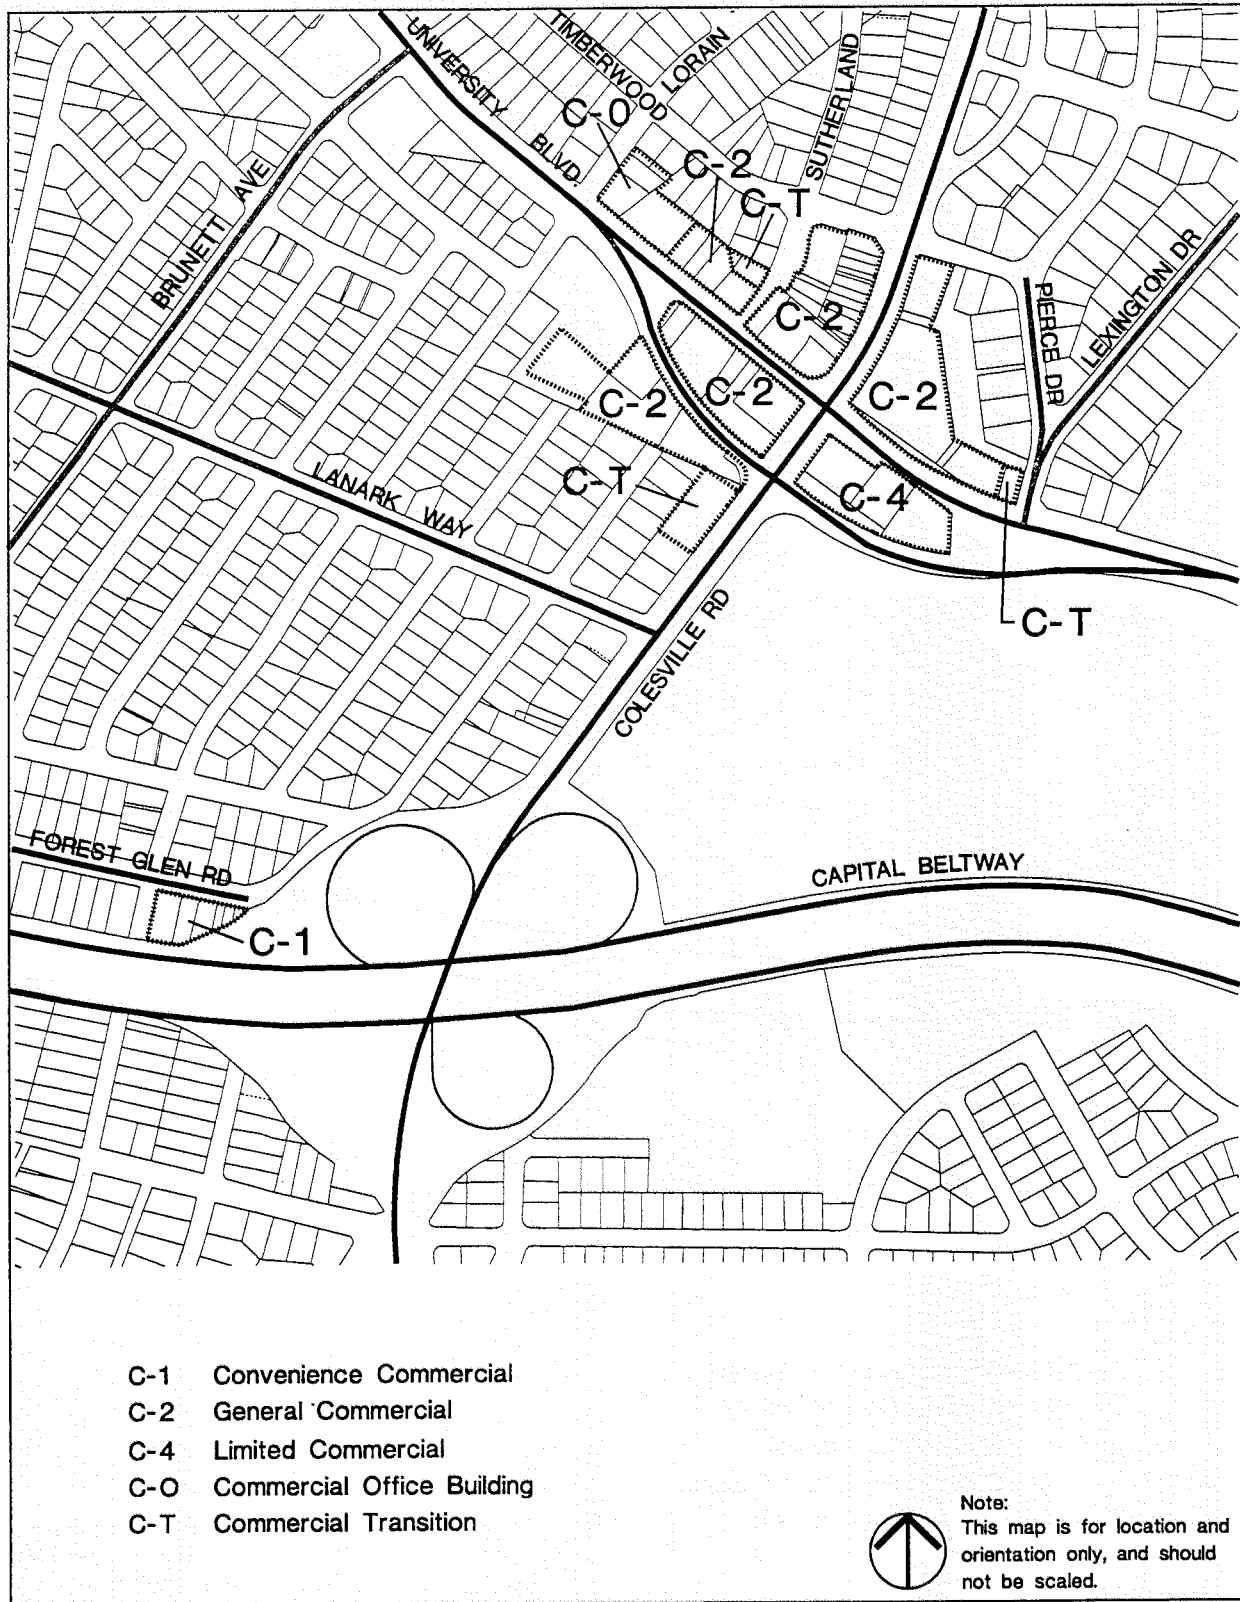 UNIVERSITY
BLVD.
TIMBERWOOD
LORAIN
SUTHERLAND
C-O
C-2
C-T
BRUNETT AVE
C-2
PIERCE DR
LEXINGTON DR
C-2
C-2
C-2
C-T
C-4
LANARK WAY
C-T
COLESVILLE RD
FOREST GLEN RD
CAPITAL BELTWAY
C-1
C-1 Convenience Commercial
C-2 General Commercial
C-4 Limited Commercial
C-O Commercial Office Building
C-T Commercial Transition
Note:
This map is for location and
orientation only, and should
not be scaled.